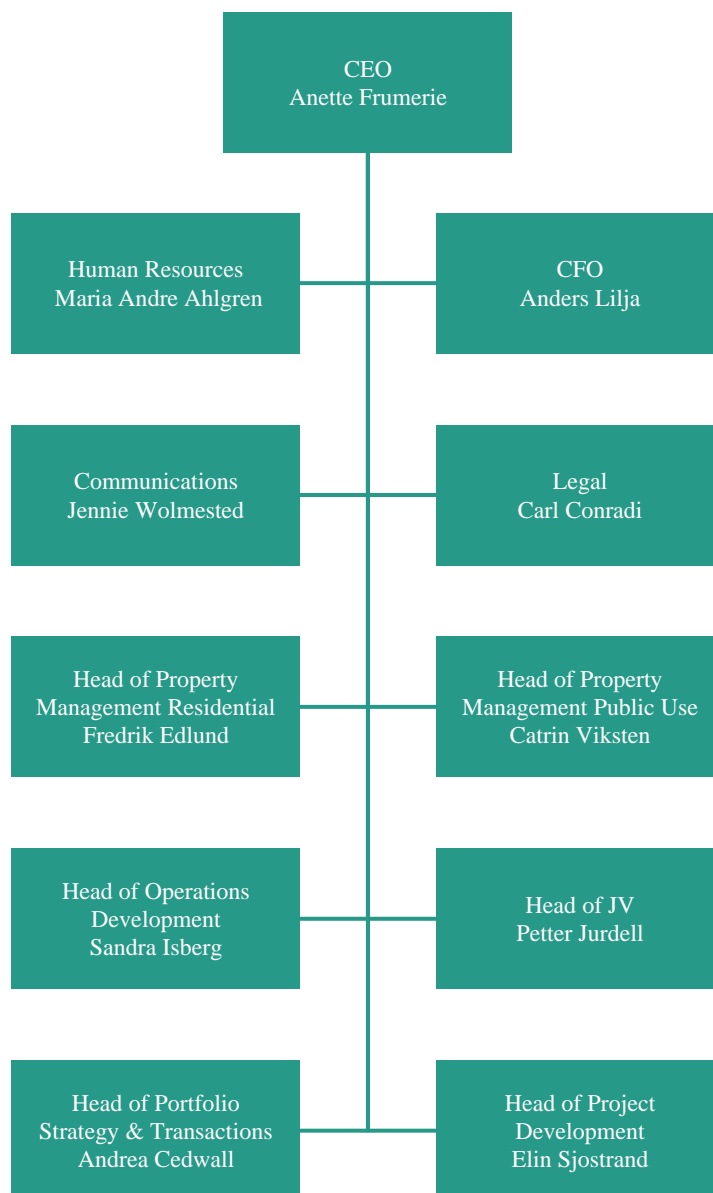 CEO
Anette Frumerie
Human Resources
Maria Andre Ahlgren
CFO
Anders Lilja
Communications
Jennie Wolmested
Legal
Carl Conradi
Head of Property
Management Residential
Fredrik Edlund
Head of Property
Management Public Use
Catrin Viksten
Head of Operations
Development
Sandra Isberg
Head of JV
Petter Jurdell
Head of Portfolio
Strategy & Transactions
Andrea Cedwall
Head of Project
Development
Elin Sjostrand